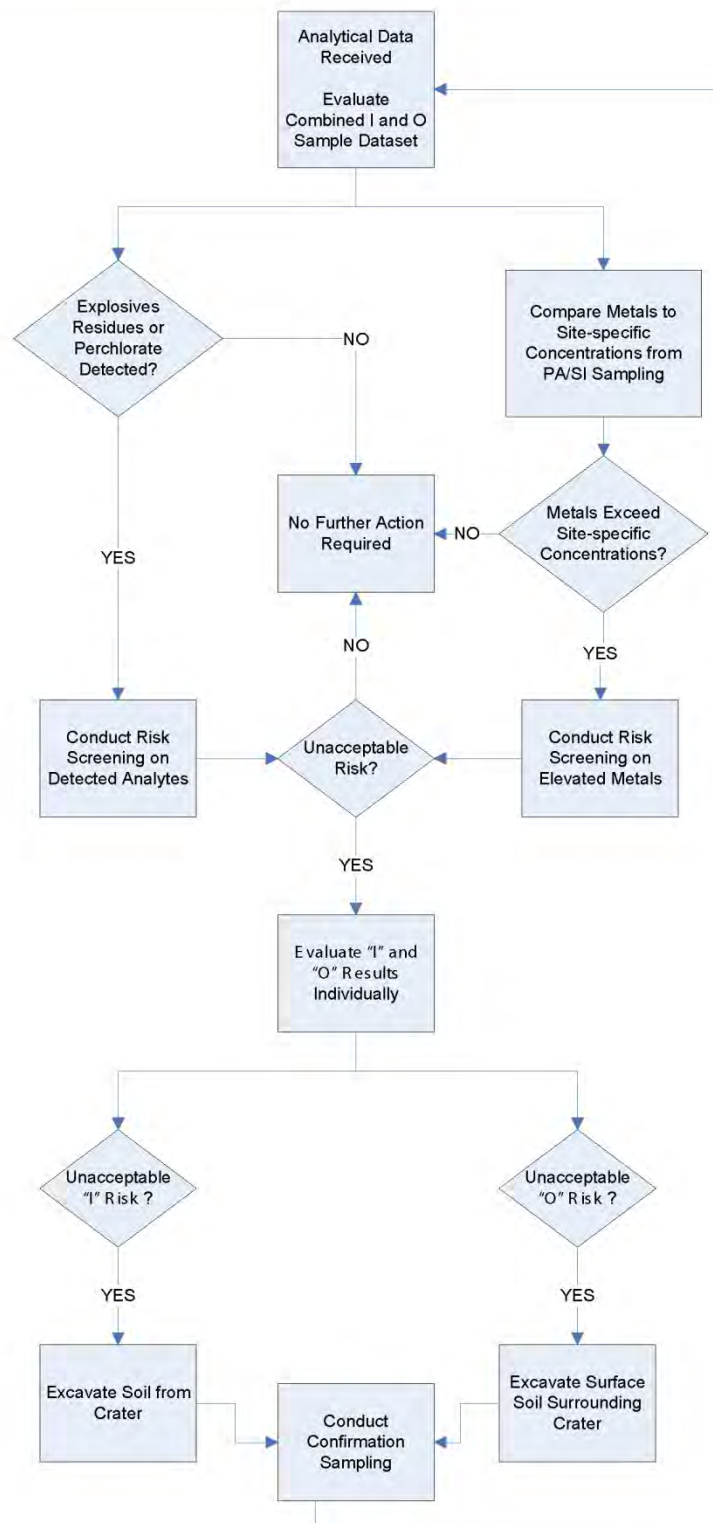 Analytical Data
Received
Evaluate
Combined I and O
Sample Dataset
Explosives
Residues or
Perchlorate
Detected?
NO
Compare Metals to
Site-specific
Concentrations from
PA/SI Sampling
No Further Action
Required
NO
Metals Exceed
Site-specific
Concentrations?
YES
NO
YES
Conduct Risk
Screening on
Detected Analytes
Unacceptable
Risk?
Conduct Risk
Screening on
Elevated Metals
YES
Evaluate “I” and
“O” Results
Individually
Unacceptable
“I” Risk ?
Unacceptable
“O” Risk ?
YES
YES
Excavate Soil from
Crater
Excavate Surface
Soil Surrounding
Crater
Conduct
Confirmation
Sampling